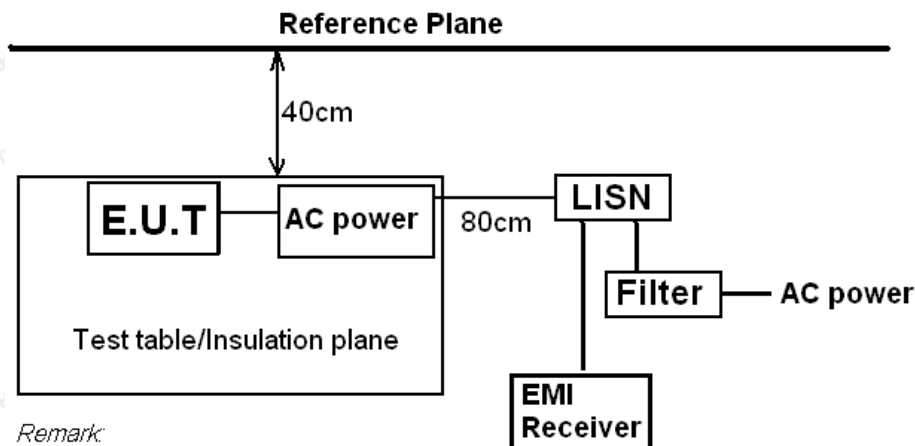 Reference Plane
40cm
E.U.T
AC power
80cm
LISN
Filter
AC power
Test table/Insulation plane
EMI
Receiver
Remark: